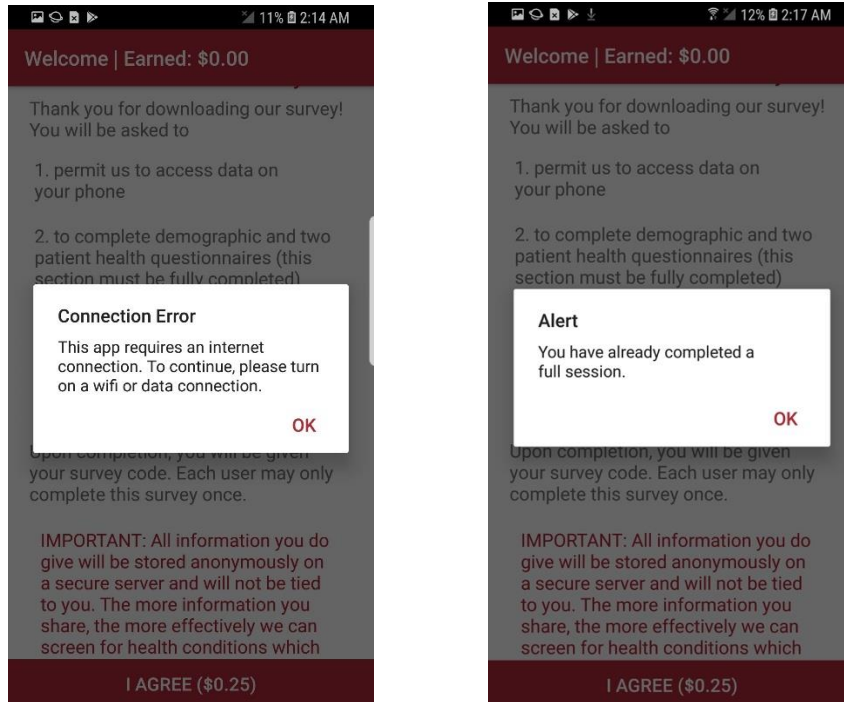 11% 2:14 AM
Welcome | Earned: $0.00
Thank you for downloading our survey!
You will be asked to
1. permit us to access data on
your phone
2. to complete demographic and two
patient health questionnaires (this
section must be fully completed)
Connection Error
This app requires an internet
connection. To continue, please turn
on a wifi or data connection.
OK
Upon completion, you will be given
your survey code. Each user may only
complete this survey once.
IMPORTANT: All information you do
give will be stored anonymously on
a secure server and will not be tied
to you. The more information you
share, the more effectively we can
screen for health conditions which
I AGREE ($0.25)
12% 2:17 AM
Welcome | Earned: $0.00
Thank you for downloading our survey!
You will be asked to
1. permit us to access data on
your phone
2. to complete demographic and two
patient health questionnaires (this
section must be fully completed)
Alert
You have already completed a
full session.
OK
Upon completion, you will be given
your survey code. Each user may only
complete this survey once.
IMPORTANT: All information you do
give will be stored anonymously on
a secure server and will not be tied
to you. The more information you
share, the more effectively we can
screen for health conditions which
I AGREE ($0.25)